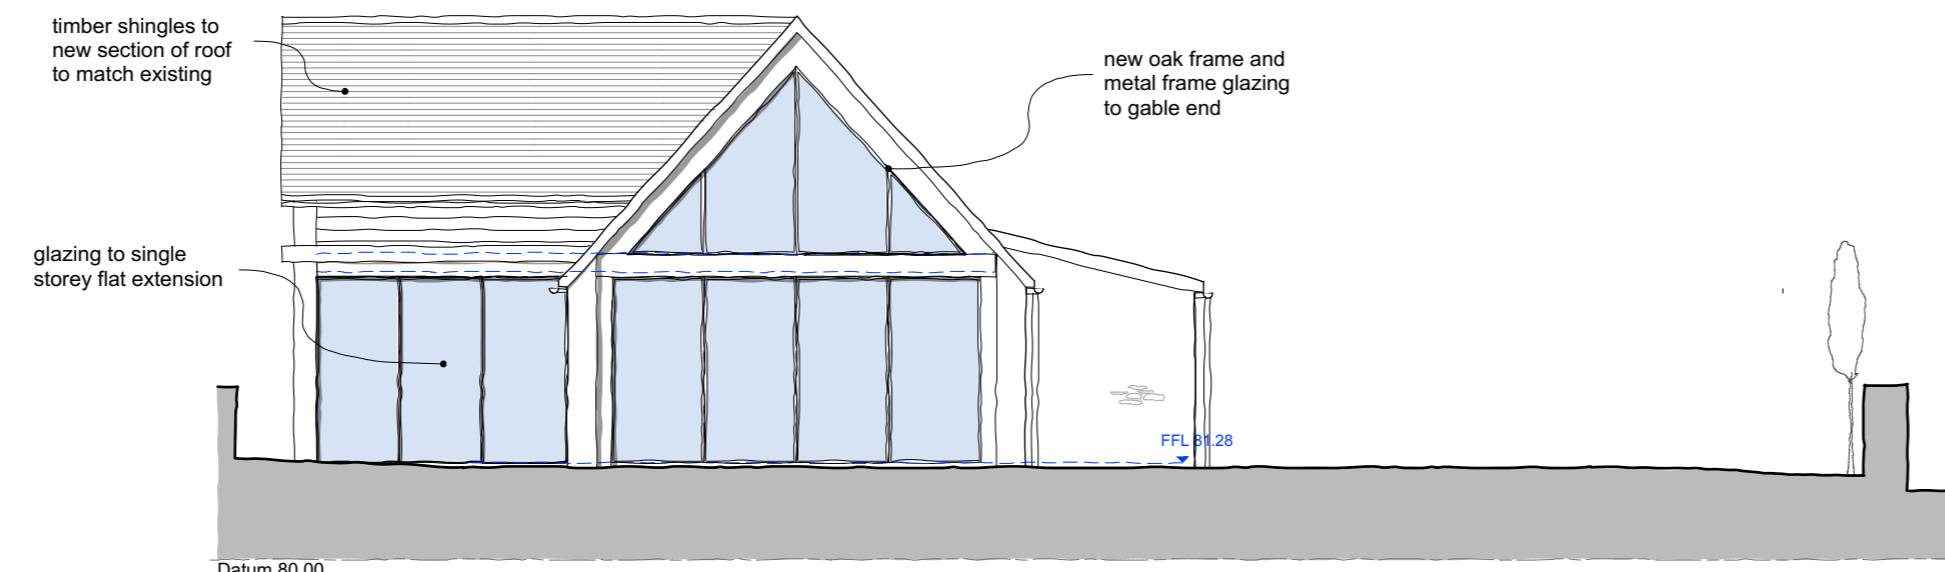 timber shingles to
new section of roof
to match existing
new oak frame and
metal frame glazing
to gable end
glazing to single
storey flat extension
FFL 81.28
Datum 80.00